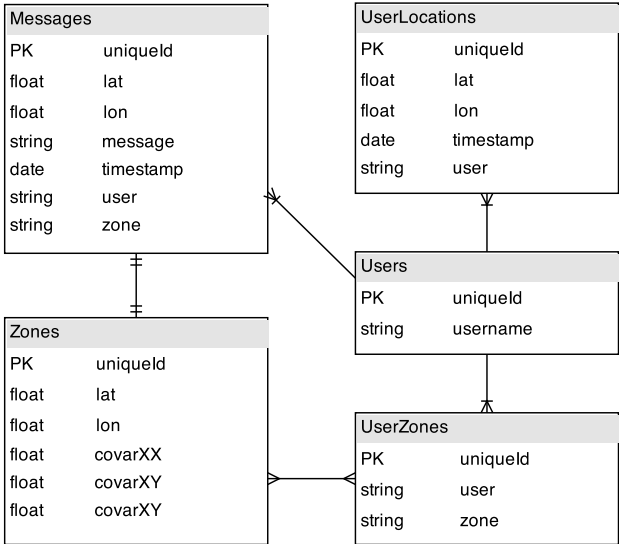 Messages
PK uniqueId
float lat
float lon
string message
date timestamp
string user
string zone
UserLocations
PK uniqueId
float lat
float lon
date timestamp
string user
Users
PK uniqueId
string username
Zones
PK uniqueId
float lat
float lon
float covarXX
float covarXY
float covarXY
UserZones
PK uniqueId
string user
string zone